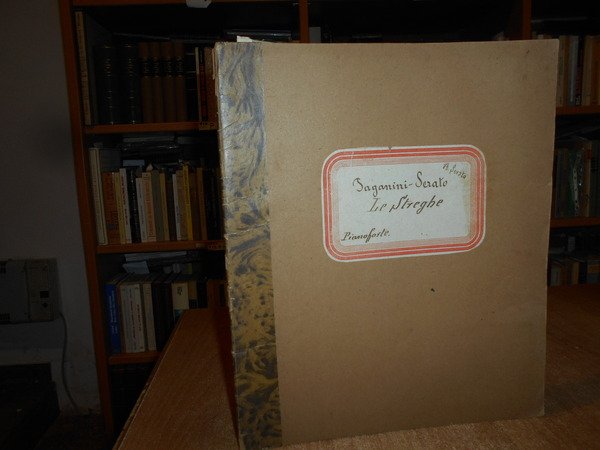 Paganini-Serato
Le Streghe
Pianoforte.